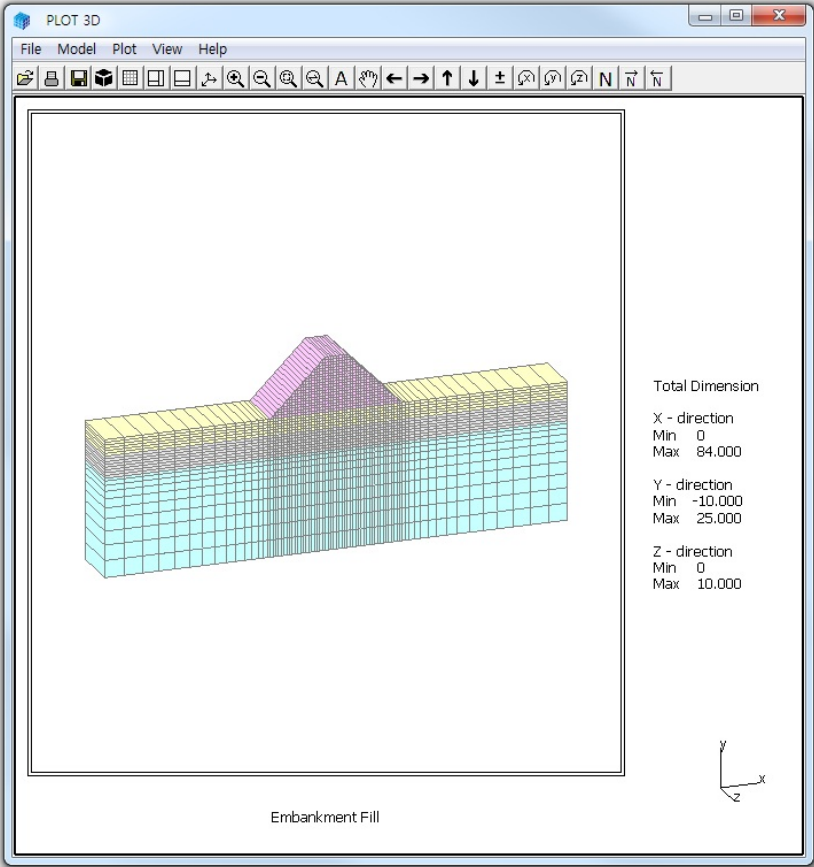 PLOT 3D
File Model Plot View Help
A ± X Y Z N N N
Total Dimension
X - direction
Min 0
Max 84.000
Y - direction
Min -10.000
Max 25.000
Z - direction
Min 0
Max 10.000
y
x
z
Embankment Fill